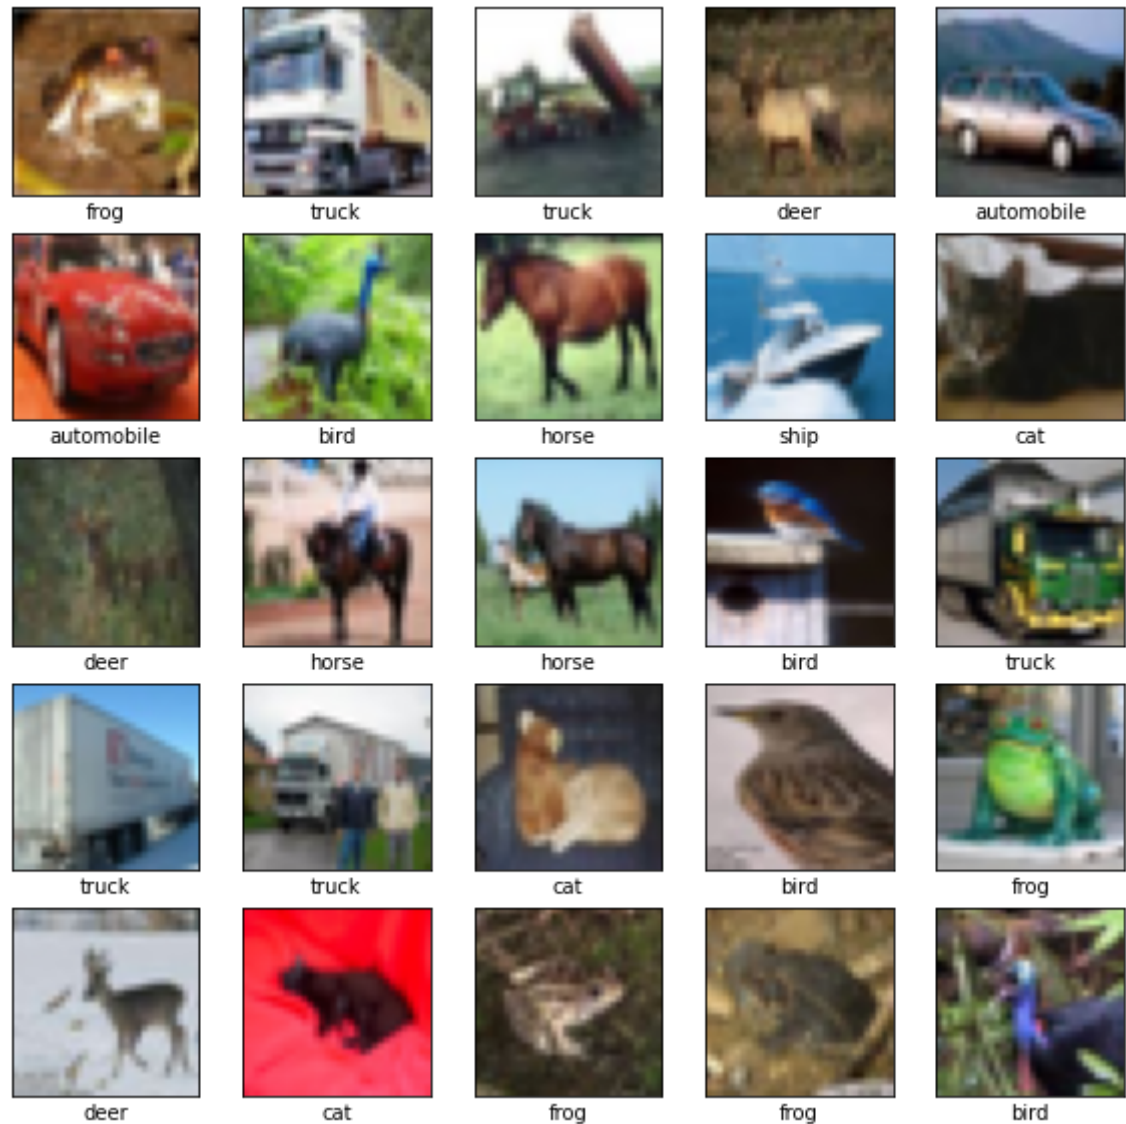 frog truck truck deer automobile
automobile bird horse ship cat
deer horse horse bird truck
truck truck cat bird frog
deer cat frog frog bird